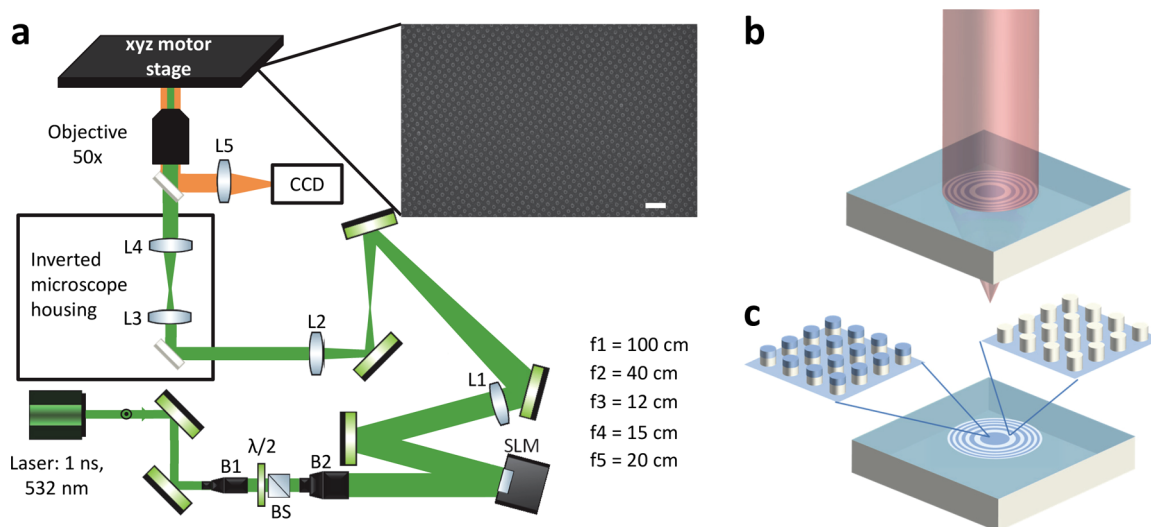 a
xyz motor
stage
Objective
50x
L5
CCD
L4
Inverted
microscope
housing
L3
L2
L1
f1 = 100 cm
f2 = 40 cm
f3 = 12 cm
f4 = 15 cm
f5 = 20 cm
Laser: 1 ns,
532 nm
B1
λ/2
BS
B2
SLM
b
c